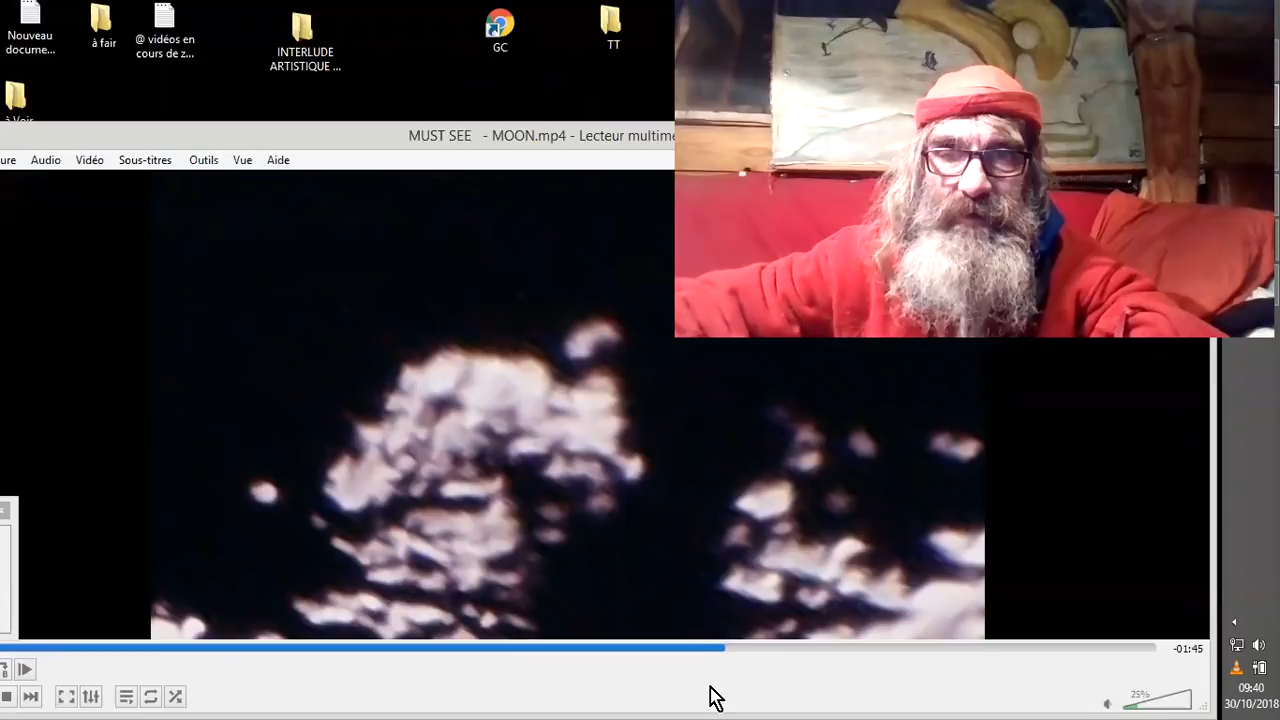 Nouveau
docume...
à fair
@ vidéos en
cours de z...
INTERLUDE
ARTISTIQUE ...
GC
TT
à Voir
MUST SEE - MOON.mp4 - Lecteur multime
ure Audio Vidéo Sous-titres Outils Vue Aide
-01:45
25%
09:40
30/10/2018